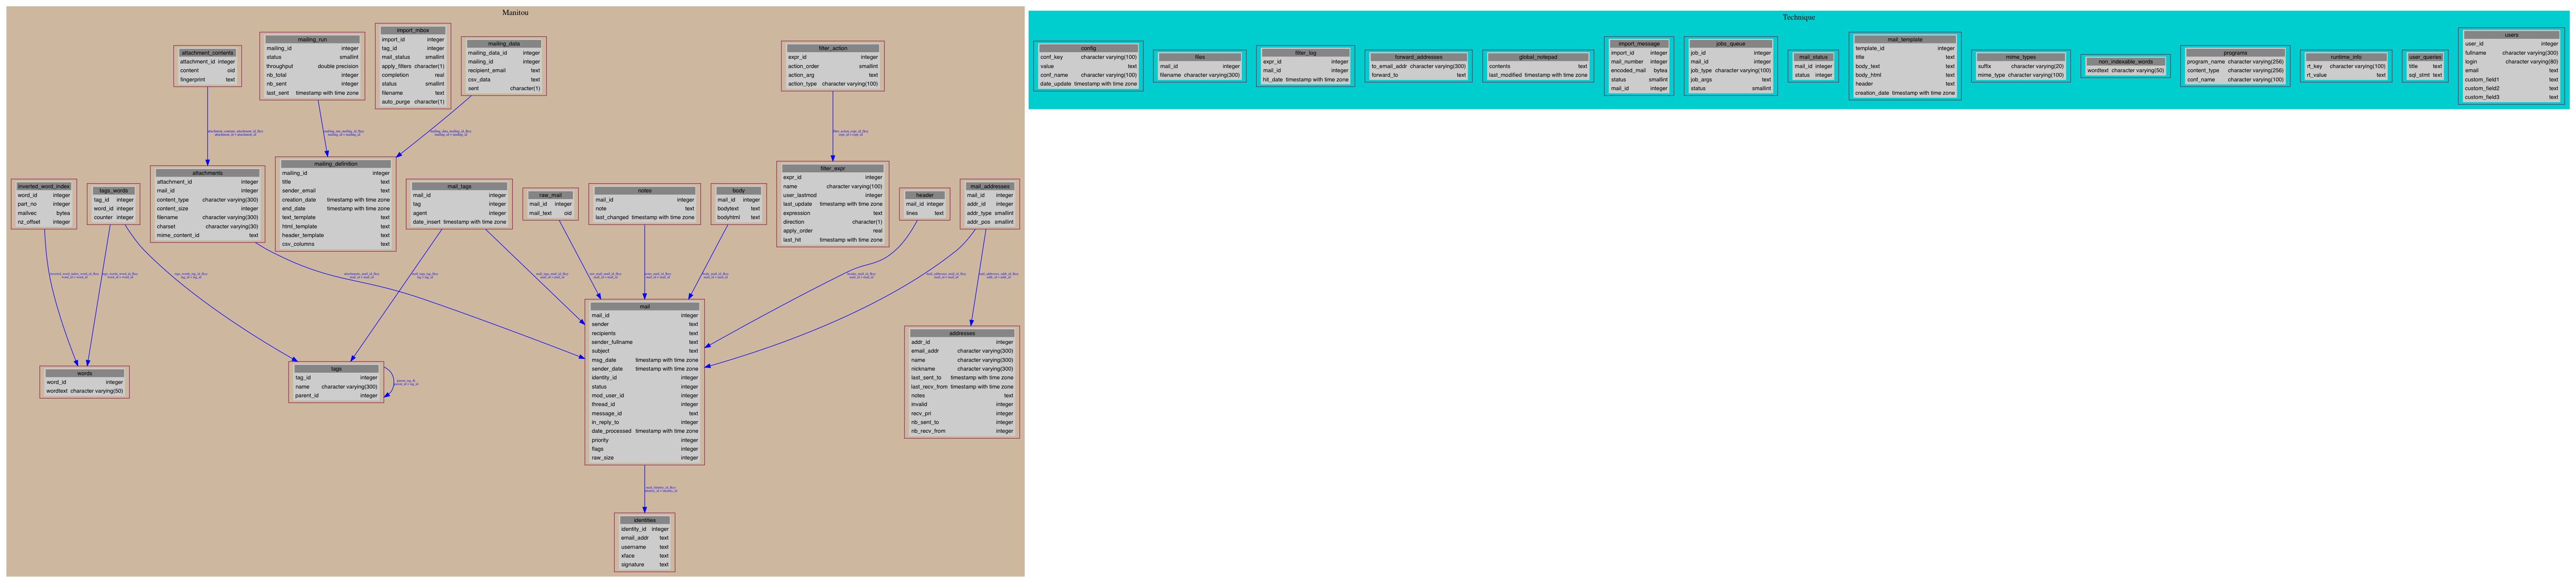 Manitou
attachment_contents
attachment_id integer
content oid
fingerprint text
mailing_run
mailing_id integer
status smallint
throughput double precision
nb_total integer
nb_sent integer
last_sent timestamp with time zone
import_mbox
import_id integer
tag_id integer
mail_status smallint
apply_filters character(1)
completion real
status smallint
filename text
auto_purge character(1)
mailing_data
mailing_data_id integer
mailing_id integer
recipient_email text
csv_data text
sent character(1)
filter_action
expr_id integer
action_order smallint
action_arg text
action_type character varying(100)
inverted_word_index
word_id integer
part_no integer
mailvec bytea
nz_offset integer
tags_words
tag_id integer
word_id integer
counter integer
attachments
attachment_id integer
mail_id integer
content_type character varying(300)
content_size integer
filename character varying(300)
charset character varying(30)
mime_content_id text
mailing_definition
mailing_id integer
title text
sender_email text
creation_date timestamp with time zone
end_date timestamp with time zone
text_template text
html_template text
header_template text
csv_columns text
mail_tags
mail_id integer
tag integer
agent integer
date_insert timestamp with time zone
raw_mail
mail_id integer
mail_text oid
notes
mail_id integer
note text
last_changed timestamp with time zone
body
mail_id integer
bodytext text
bodyhtml text
filter_expr
expr_id integer
name character varying(100)
user_lastmod integer
last_update timestamp with time zone
expression text
direction character(1)
apply_order real
last_hit timestamp with time zone
header
mail_id integer
lines text
mail_addresses
mail_id integer
addr_id integer
addr_type smallint
addr_pos smallint
words
word_id integer
wordtext character varying(50)
tags
tag_id integer
name character varying(300)
parent_id integer
mail
mail_id integer
sender text
recipients text
sender_fullname text
subject text
msg_date timestamp with time zone
sender_date timestamp with time zone
identity_id integer
status integer
mod_user_id integer
thread_id integer
message_id text
in_reply_to integer
date_processed timestamp with time zone
priority integer
flags integer
raw_size integer
addresses
addr_id integer
email_addr character varying(300)
name character varying(300)
nickname character varying(300)
last_sent_to timestamp with time zone
last_recv_from timestamp with time zone
notes text
invalid integer
recv_pri integer
nb_sent_to integer
nb_recv_from integer
identities
identity_id integer
email_addr text
username text
xface text
signature text
Technique
config
conf_key character varying(100)
value text
conf_name character varying(100)
date_update timestamp with time zone
files
mail_id integer
filename character varying(300)
filter_log
expr_id integer
mail_id integer
hit_date timestamp with time zone
forward_addresses
to_email_addr character varying(300)
forward_to text
global_notepad
contents text
last_modified timestamp with time zone
import_message
import_id integer
mail_number integer
encoded_mail bytea
status smallint
mail_id integer
jobs_queue
job_id integer
mail_id integer
job_type character varying(100)
job_args text
status smallint
mail_status
mail_id integer
status integer
mail_template
template_id integer
title text
body_text text
body_html text
header text
creation_date timestamp with time zone
mime_types
suffix character varying(20)
mime_type character varying(100)
non_indexable_words
wordtext character varying(50)
programs
program_name character varying(256)
content_type character varying(256)
conf_name character varying(100)
runtime_info
rt_key character varying(100)
rt_value text
user_queries
title text
sql_stmt text
users
user_id integer
fullname character varying(300)
login character varying(80)
email text
custom_field1 text
custom_field2 text
custom_field3 text